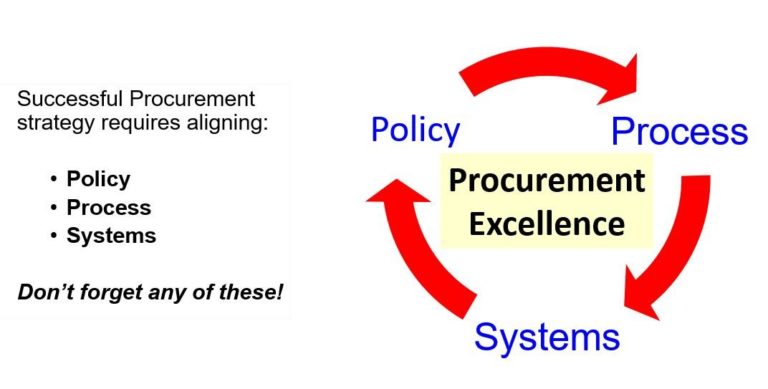 Successful Procurement
strategy requires aligning:
• Policy
• Process
• Systems
Don't forget any of these!
Policy
Process
Procurement
Excellence
Systems